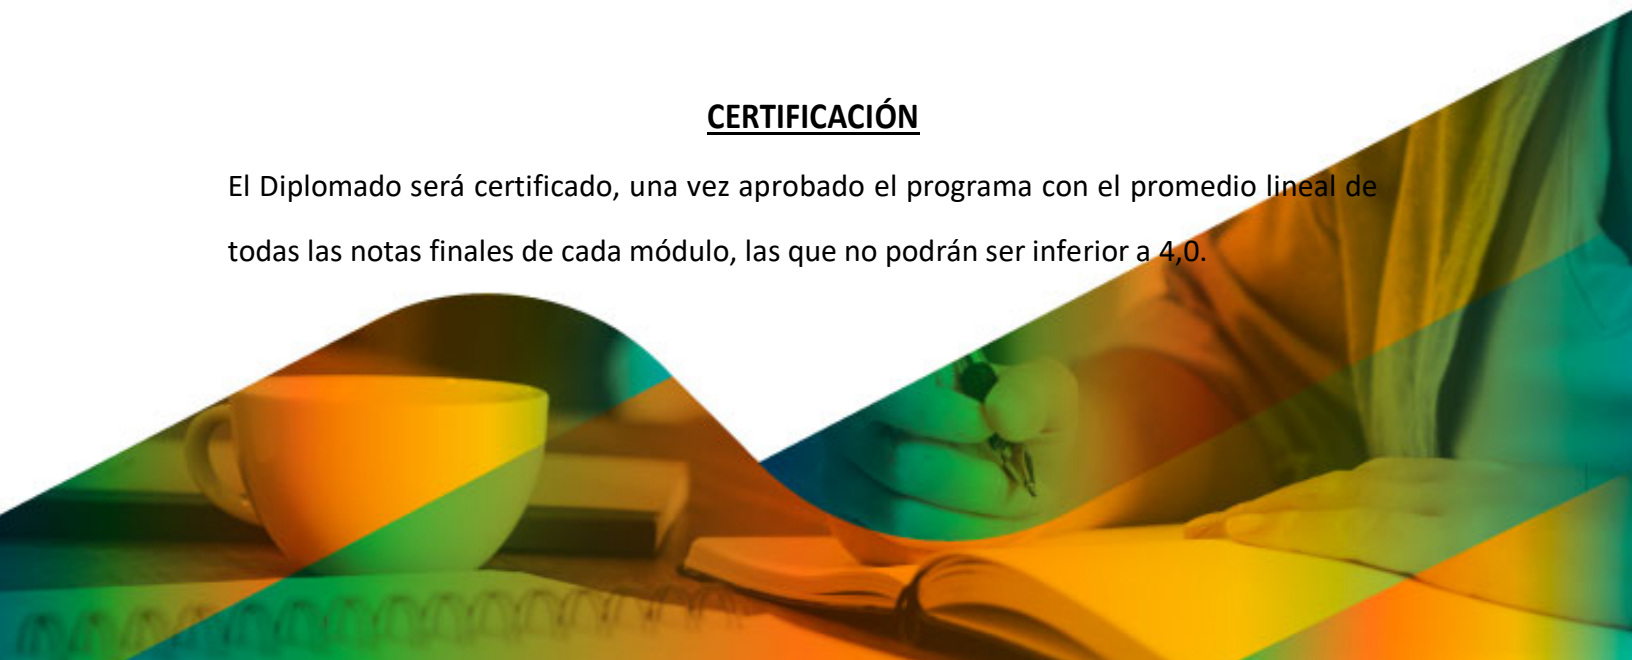 CERTIFICACIÓN
El Diplomado será certificado, una vez aprobado el programa con el promedio lineal de
todas las notas finales de cada módulo, las que no podrán ser inferior a 4,0.